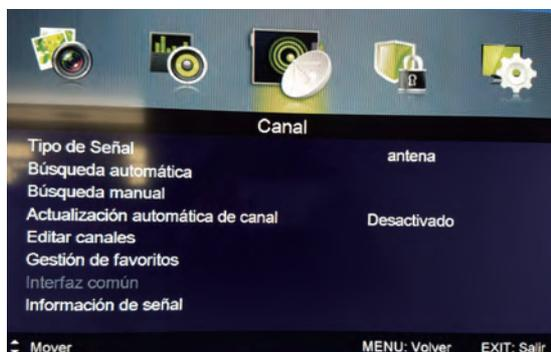 Canal
Tipo de Señal antena
Búsqueda automática
Búsqueda manual
Actualización automática de canal Desactivado
Editar canales
Gestión de favoritos
Interfaz común
Información de señal
Mover MENU: Volver EXIT: Salir